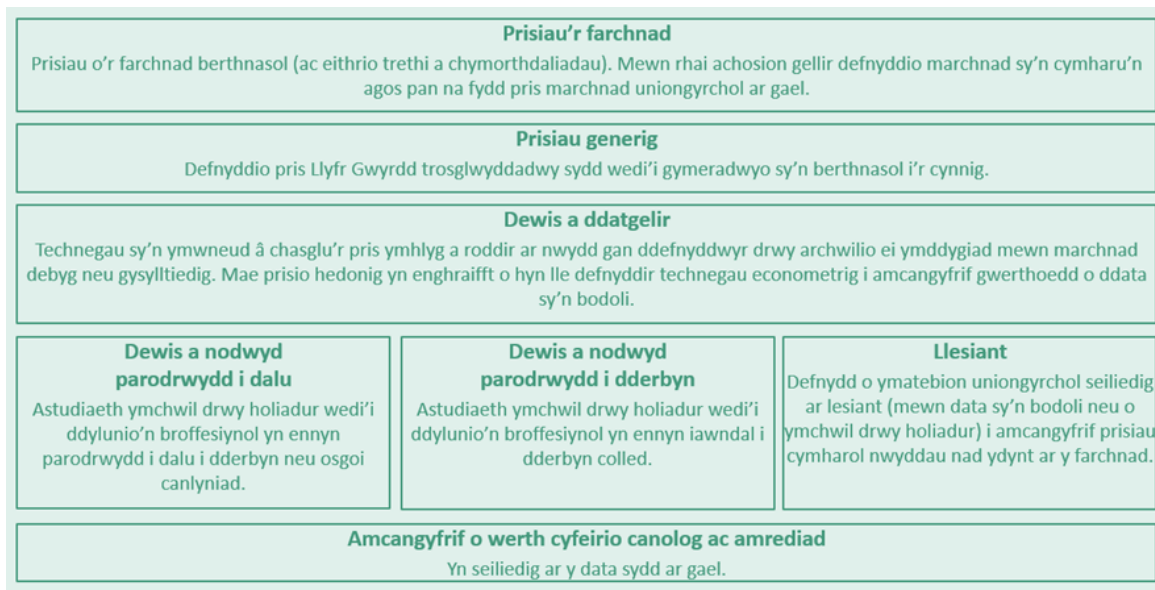 Prisiau'r farchnad
Prisiau o'r farchnad berthnasol (ac eithrio trethi a chymorthdaliadau). Mewn rhai achosion gellir defnyddio marchnad sy'n cymharu'n
agos pan na fydd pris marchnad uniongyrchol ar gael.
Prisiau generig
Defnyddio pris Llyfr Gwyrdd trosglwyddadwy sydd wedi'i gymeradwyo sy'n berthnasol i'r cynnig.
Dewis a ddatgelir
Technegau sy'n ymwneud â chasglu'r pris ymhlyg a roddir ar nwydd gan ddefnyddwyr drwy archwilio ei ymddygiad mewn marchnad
debyg neu gysylltiedig. Mae prisio hedonig yn enghraifft o hyn lle defnyddir technegau econometrig i amcangyfrif gwerthoedd o ddata
sy'n bodoli.
Dewis a nodwyd
parodrwydd i dalu
Astudiaeth ymchwil drwy holiadur wedi'i
ddylunio'n broffesiynol yn ennyn
parodrwydd i dalu i dderbyn neu osgoi
canlyniad.
Dewis a nodwyd
parodrwydd i dderbyn
Astudiaeth ymchwil drwy holiadur wedi'i
ddylunio'n broffesiynol yn ennyn iawndal i
dderbyn colled.
Llesiant
Defnydd o ymatebion uniongyrchol seiliedig
ar lesiant (mewn data sy'n bodoli neu o
ymchwil drwy holiadur) i amcangyfrif prisiau
cymharol nwyddau nad ydynt ar y farchnad.
Amcangyfrif o werth cyfeirio canolog ac amrediad
Yn seiliedig ar y data sydd ar gael.